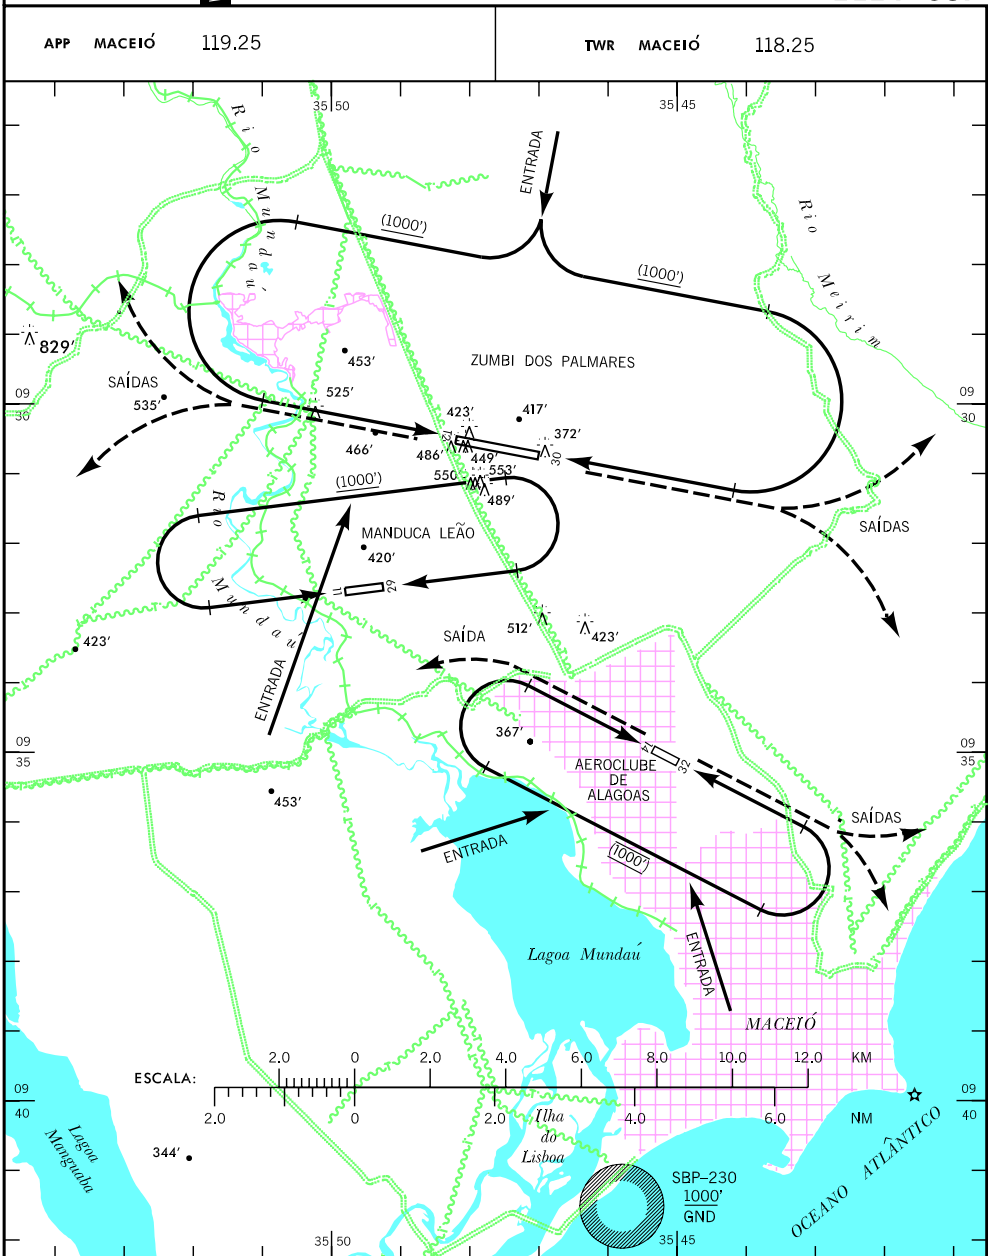 APP MACEIÓ 119.25
TWR MACEIÓ 118.25
35 50
35 45
Rio Mundaú
ENTRADA
Rio Meirim
(1000')
(1000')
829'
SAÍDAS
535'
453'
ZUMBI DOS PALMARES
525'
09
30
09
30
423'
417'
372'
12
30
466'
486'
449'
550'
553'
489'
(1000')
SAÍDAS
Rio Mundaú
MANDUCA LEÃO
420'
11
29
423'
512'
423'
SAÍDA
ENTRADA
367'
14
32
AEROCLUBE
DE
ALAGOAS
09
35
09
35
453'
ENTRADA
(1000')
SAÍDAS
Lagoa Mundaú
ENTRADA
MACEIÓ
2.0 0 2.0 4.0 6.0 8.0 10.0 12.0 KM
ESCALA:
2.0 0 2.0 4.0 6.0 NM
09
40
09
40
Ilha
do
Lisboa
Lagoa
Manguaba
344'
SBP-230
1000'
GND
OCEANO ATLÂNTICO
35 50
35 45